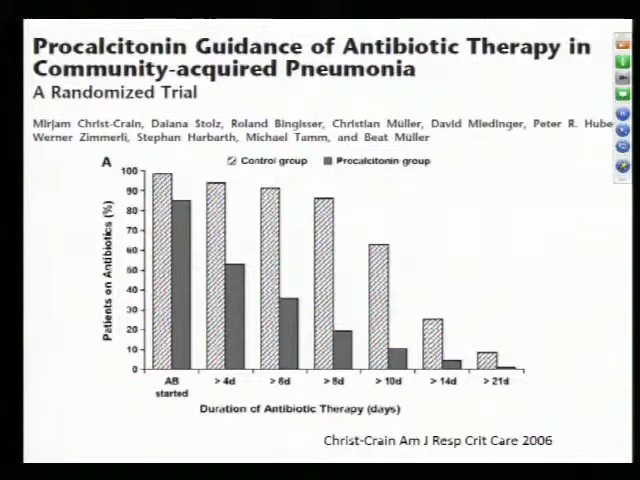 Procalcitonin Guidance of Antibiotic Therapy in
Community-acquired Pneumonia
A Randomized Trial
Mirjam Christ-Crain, Daiana Stolz, Roland Bingisser, Christian Müller, David Miedinger, Peter R. Hube
Werner Zimmerli, Stephan Harbarth, Michael Tamm, and Beat Müller
A
Control group
Procalcitonin group
Patients on Antibiotics (%)
100
90
80
70
60
50
40
30
20
10
0
AB
started
> 4d
> 6d
> 8d
> 10d
> 14d
> 21d
Duration of Antibiotic Therapy (days)
Christ-Crain Am J Resp Crit Care 2006